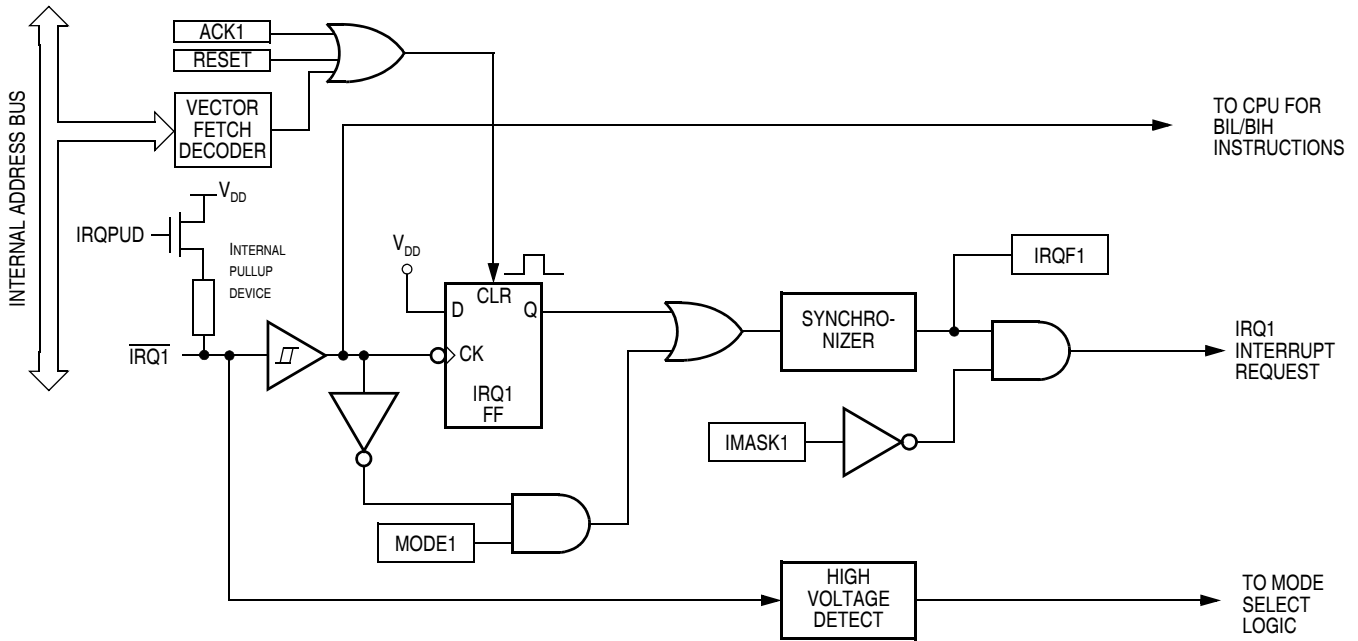 INTERNAL ADDRESS BUS
ACK1
RESET
VECTOR
FETCH
DECODER
TO CPU FOR
BIL/BIH
INSTRUCTIONS
VDD
IRQPUD
INTERNAL
PULLUP
DEVICE
VDD
D
CLR
Q
CK
IRQ1
FF
IRQ1
SYNCHRO-
NIZER
IRQF1
IRQ1
INTERRUPT
REQUEST
IMASK1
MODE1
HIGH
VOLTAGE
DETECT
TO MODE
SELECT
LOGIC